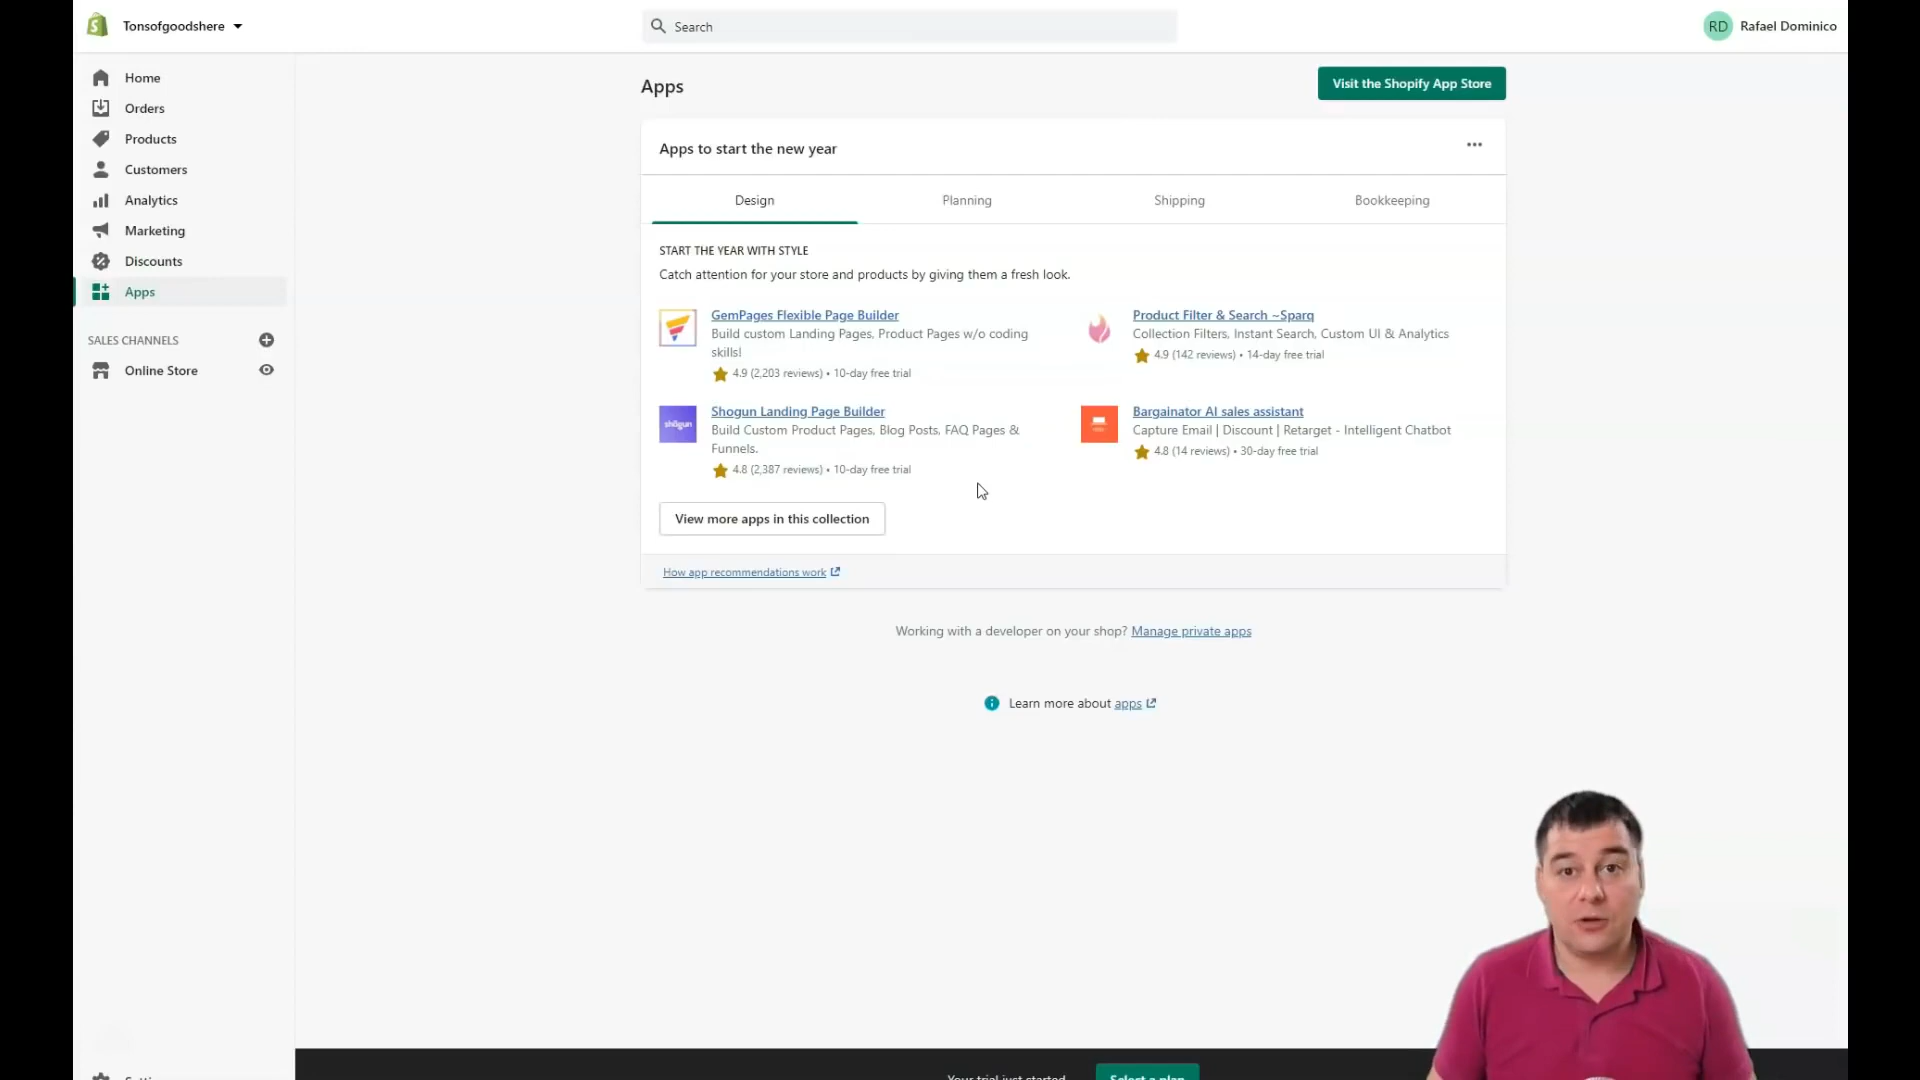 Tonsofgoodshere
Search
RD Rafael Dominico
Home
Orders
Products
Customers
Analytics
Marketing
Discounts
Apps
SALES CHANNELS
Online Store
Apps
Visit the Shopify App Store
Apps to start the new year
Design Planning Shipping Bookkeeping
START THE YEAR WITH STYLE
Catch attention for your store and products by giving them a fresh look.
GemPages Flexible Page Builder
Build custom Landing Pages, Product Pages w/o coding
skills!
4.9 (2,203 reviews) • 10-day free trial
Product Filter & Search ~Sparq
Collection Filters, Instant Search, Custom UI & Analytics
4.9 (142 reviews) • 14-day free trial
shogun
Shogun Landing Page Builder
Build Custom Product Pages, Blog Posts, FAQ Pages &
Funnels.
4.8 (2,387 reviews) • 10-day free trial
Bargainator AI sales assistant
Capture Email | Discount | Retarget - Intelligent Chatbot
4.8 (14 reviews) • 30-day free trial
View more apps in this collection
How app recommendations work
Working with a developer on your shop? Manage private apps
Learn more about apps
Your trial just started
Select a plan